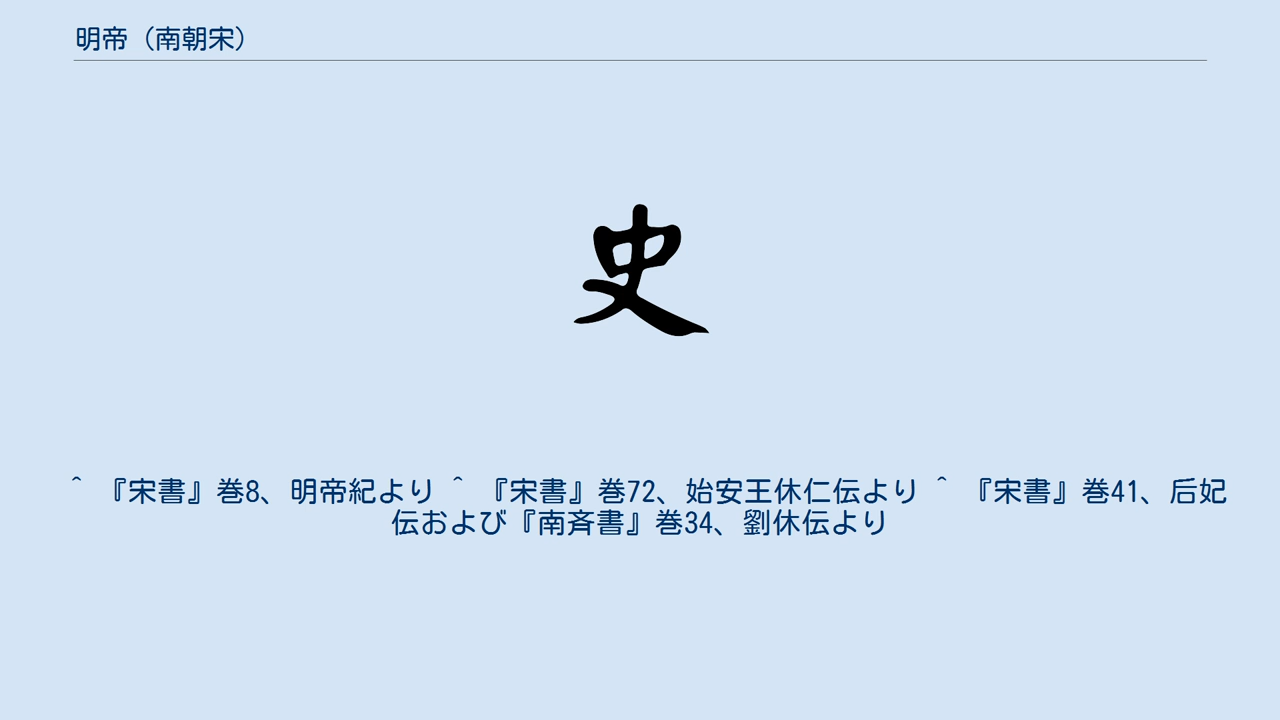 明帝（南朝宋）
史
^ 『宋書』巻8、明帝紀より ^ 『宋書』巻72、始安王休仁伝より ^ 『宋書』巻41、后妃
伝および『南斉書』巻34、劉休伝より